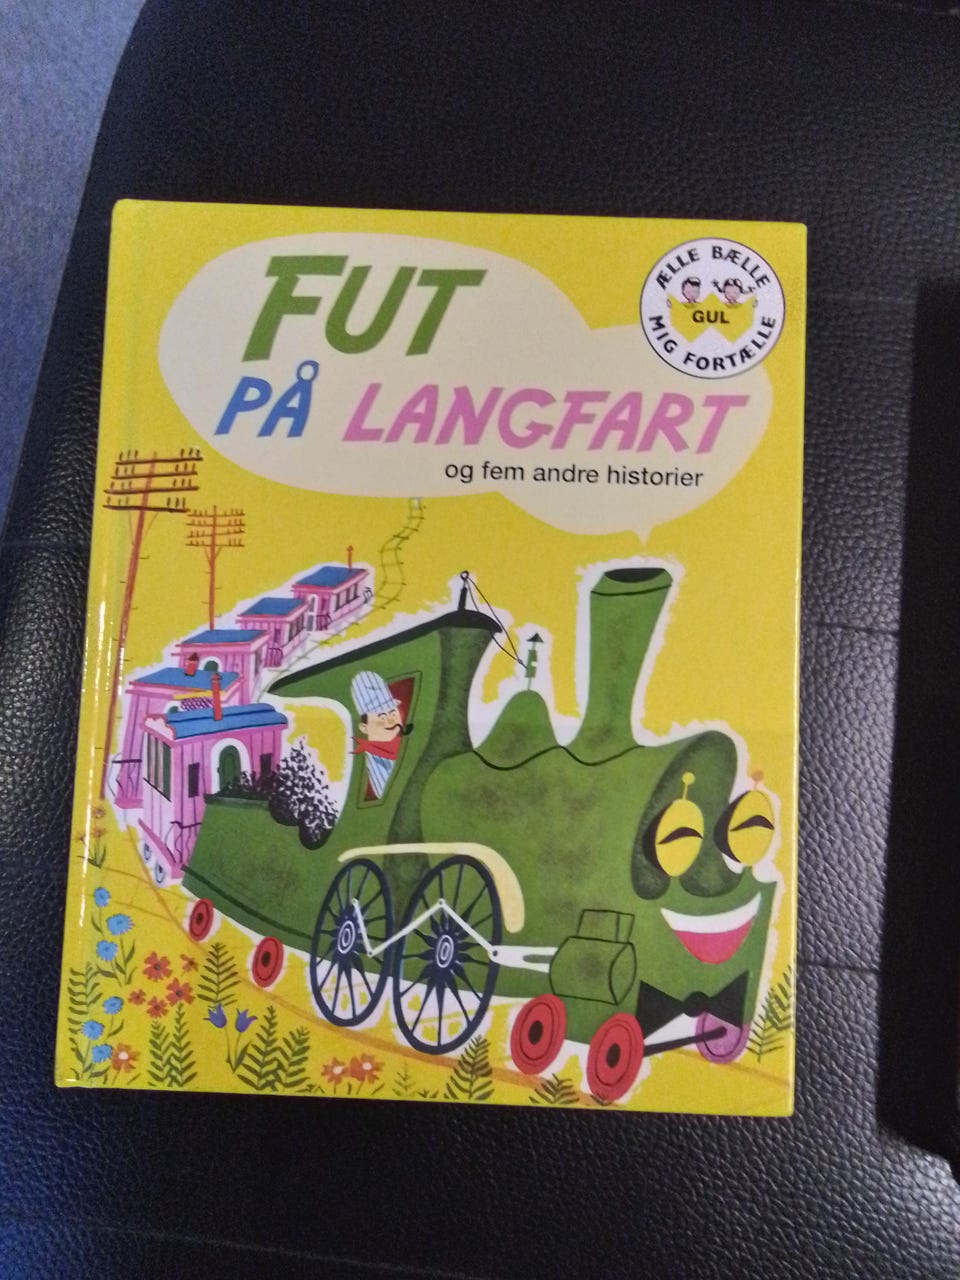 FUT
PÅ LANGFART
og fem andre historier
ÆLLE BÆLLE
GUL
MIG FORTÆLLE